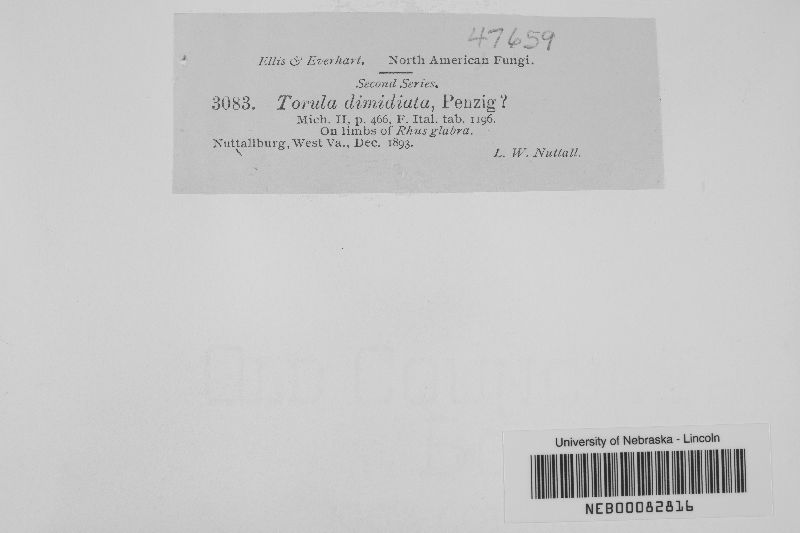 47659
Ellis & Everhart, North American Fungi.
Second Series.
3083. Torula dimidiata, Penzig?
Mich. II, p. 466, F. Ital. tab. 1196.
On limbs of Rhus glabra.
Nuttallburg, West Va., Dec. 1893.
L. W. Nuttall.
University of Nebraska - Lincoln
NEB00082816